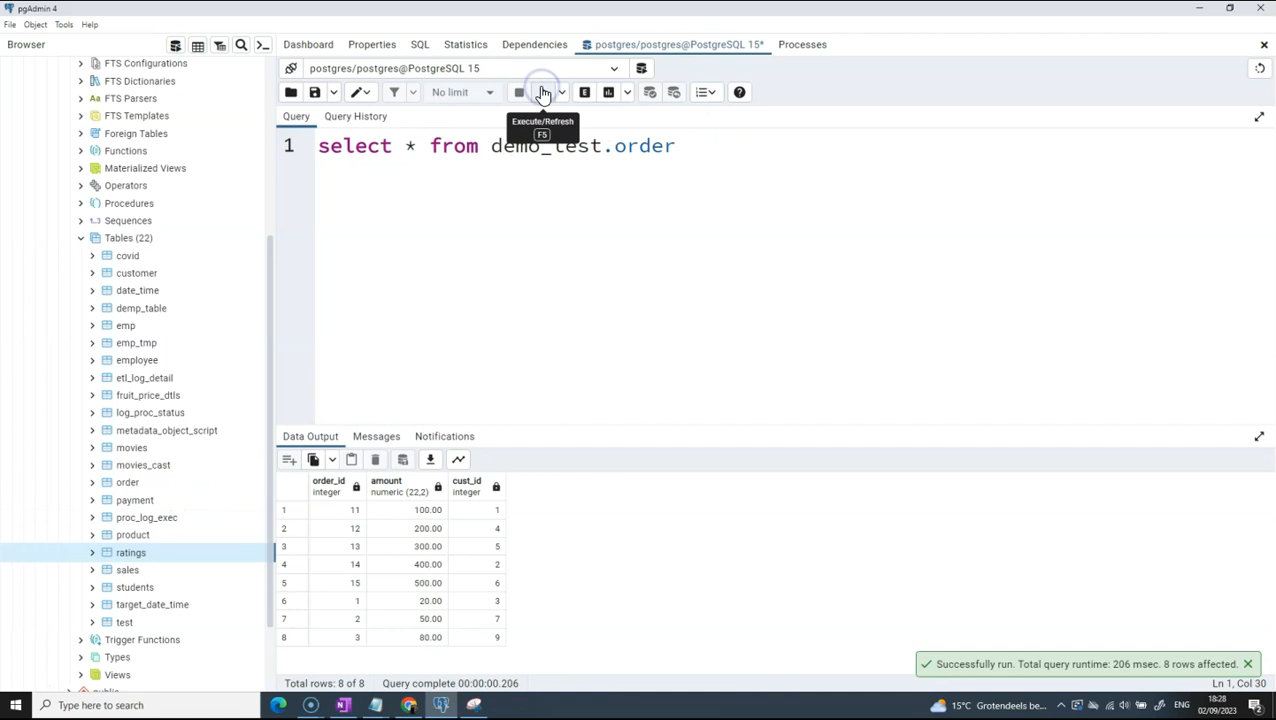 pgAdmin 4
File Object Tools Help
Browser
Dashboard Properties SQL Statistics Dependencies postgres/postgres@PostgreSQL 15* Processes
FTS Configurations
FTS Dictionaries
FTS Parsers
FTS Templates
Foreign Tables
Functions
Materialized Views
Operators
Procedures
Sequences
Tables (22)
covid
customer
date_time
demp_table
emp
emp_tmp
employee
etl_log_detail
fruit_price_dtls
log_proc_status
metadata_object_script
movies
movies_cast
order
payment
proc_log_exec
product
ratings
sales
students
target_date_time
test
Trigger Functions
Types
Views
postgres/postgres@PostgreSQL 15
No limit
E
Execute/Refresh
F5
Query Query History
1 select * from demo_test.order
Data Output Messages Notifications
order_id amount cust_id
integer numeric (22,2) integer
1 11 100.00 1
2 12 200.00 4
3 13 300.00 5
4 14 400.00 2
5 15 500.00 6
6 1 20.00 3
7 2 50.00 7
8 3 80.00 9
Successfully run. Total query runtime: 206 msec. 8 rows affected.
Total rows: 8 of 8 Query complete 00:00:00.206 Ln 1, Col 30
Type here to search
15°C Grotendeels be... ENG 18:28
02/09/2023